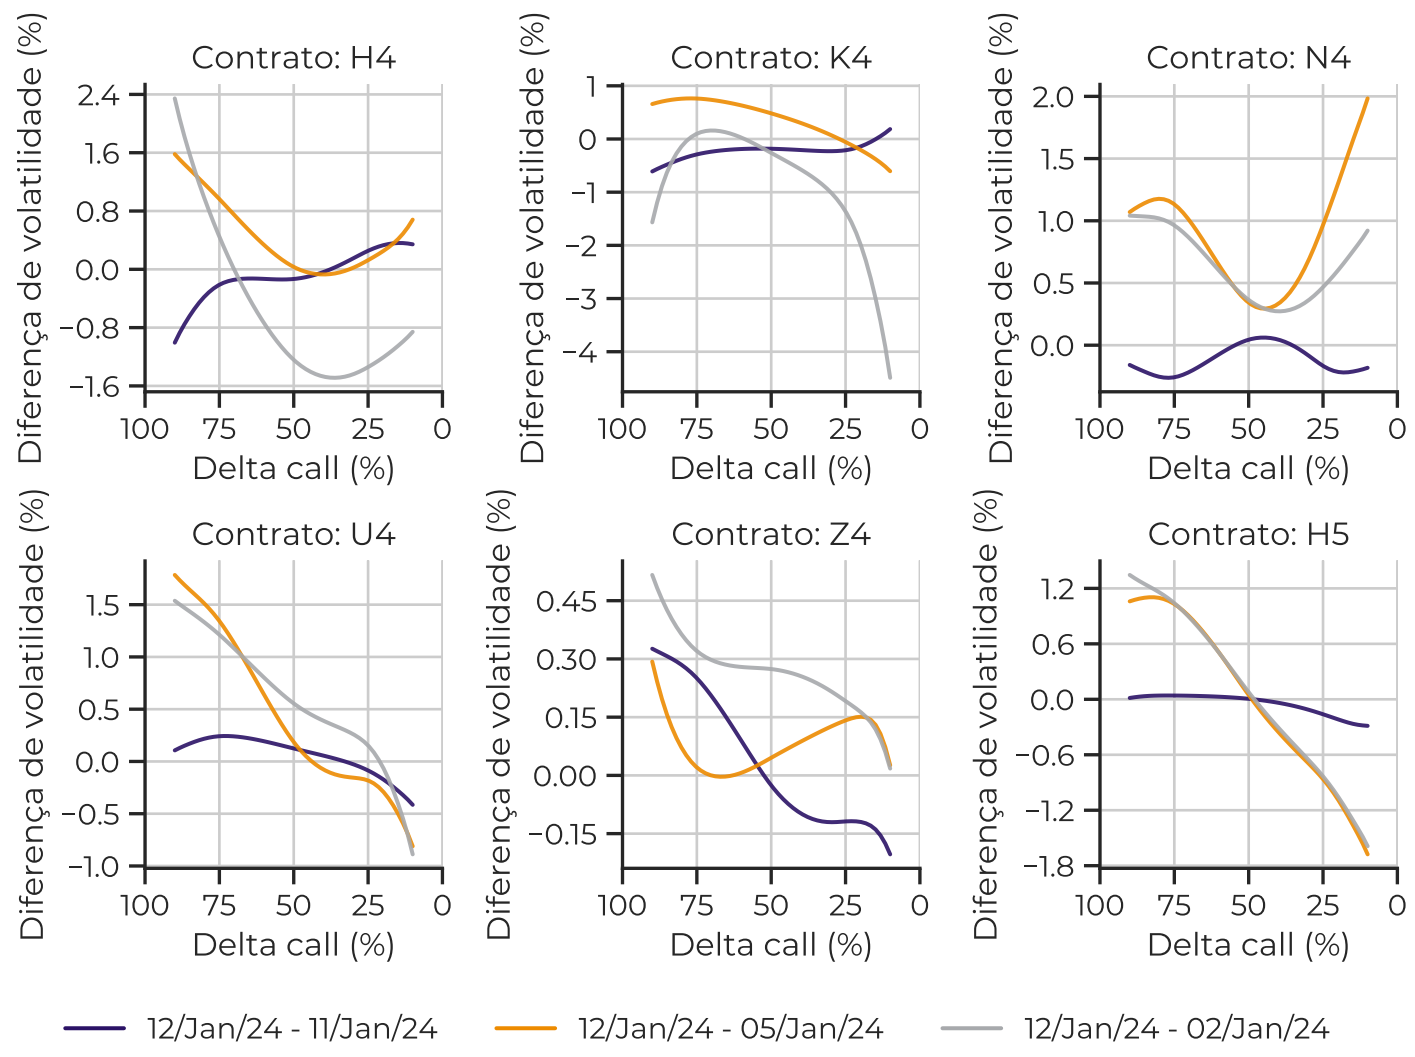 Contrato: H4
Diferença de volatilidade (%)
2.4
1.6
0.8
0.0
−0.8
−1.6
100 75 50 25 0
Delta call (%)
Contrato: K4
Diferença de volatilidade (%)
1
0
−1
−2
−3
−4
100 75 50 25 0
Delta call (%)
Contrato: N4
Diferença de volatilidade (%)
2.0
1.5
1.0
0.5
0.0
100 75 50 25 0
Delta call (%)
Contrato: U4
Diferença de volatilidade (%)
1.5
1.0
0.5
0.0
−0.5
−1.0
100 75 50 25 0
Delta call (%)
Contrato: Z4
Diferença de volatilidade (%)
0.45
0.30
0.15
0.00
−0.15
100 75 50 25 0
Delta call (%)
Contrato: H5
Diferença de volatilidade (%)
1.2
0.6
0.0
−0.6
−1.2
−1.8
100 75 50 25 0
Delta call (%)
12/Jan/24 - 11/Jan/24
12/Jan/24 - 05/Jan/24
12/Jan/24 - 02/Jan/24